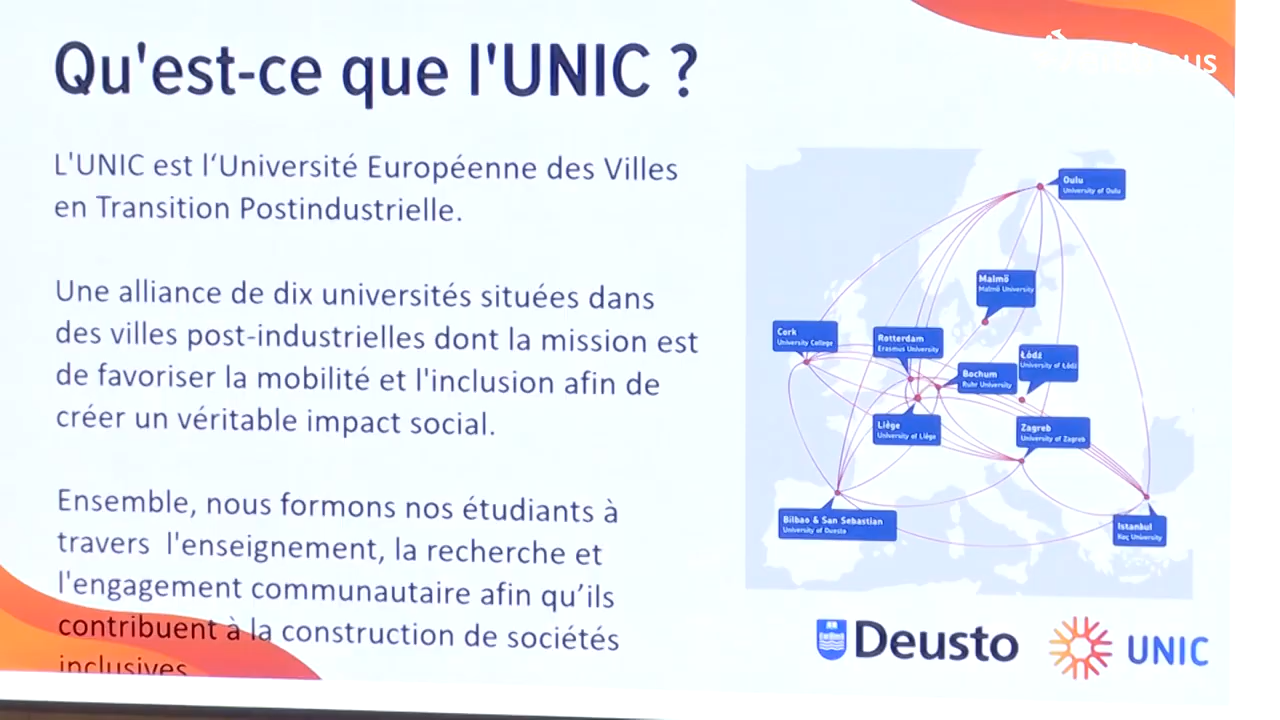 Qu'est-ce que l'UNIC ?
L'UNIC est l‘Université Européenne des Villes
en Transition Postindustrielle.
Une alliance de dix universités situées dans
des villes post-industrielles dont la mission est
de favoriser la mobilité et l'inclusion afin de
créer un véritable impact social.
Ensemble, nous formons nos étudiants à
travers l'enseignement, la recherche et
l'engagement communautaire afin qu’ils
contribuent à la construction de sociétés
inclusives
Oulu
University of Oulu
Malmö
Malmö University
Cork
University College
Rotterdam
Erasmus University
Łódź
University of Łódź
Bochum
Ruhr University
Liège
University of Liège
Zagreb
University of Zagreb
Bilbao & San Sebastian
University of Duesto
Istanbul
Koç University
Deusto
UNIC